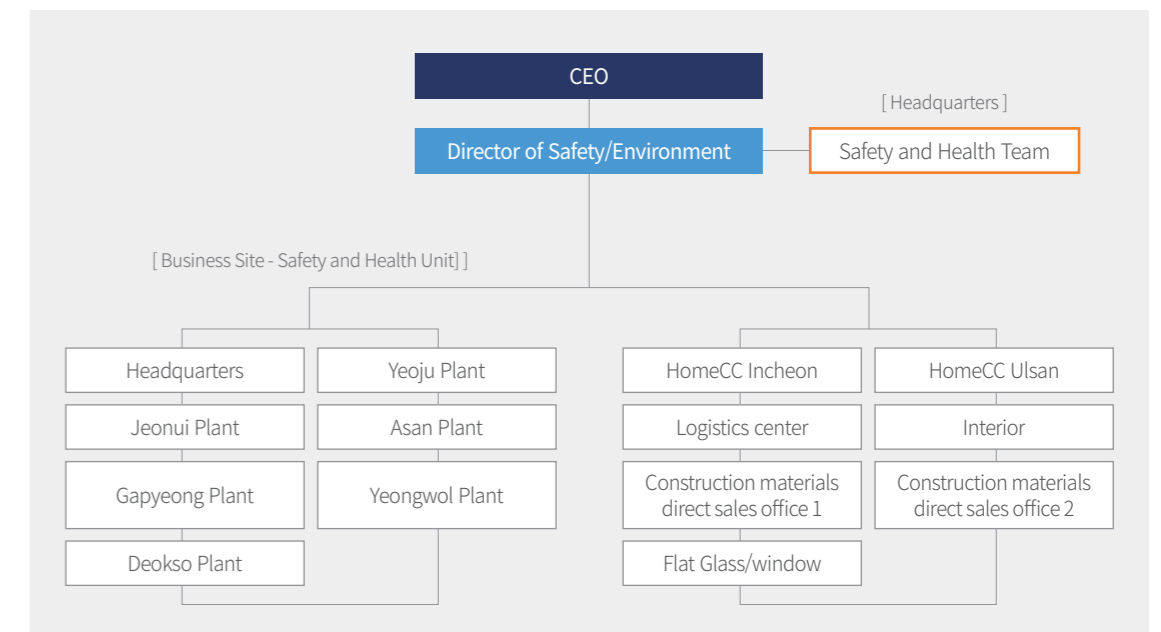 CEO
[ Headquarters ]
Director of Safety/Environment
Safety and Health Team
[ Business Site - Safety and Health Unit] ]
Headquarters
Yeoju Plant
HomeCC Incheon
HomeCC Ulsan
Jeonui Plant
Asan Plant
Logistics center
Interior
Gapyeong Plant
Yeongwol Plant
Construction materials
direct sales office 1
Construction materials
direct sales office 2
Deokso Plant
Flat Glass/window